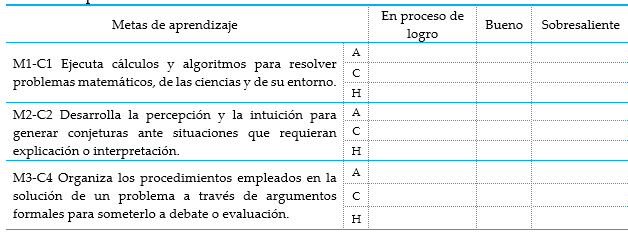 Metas de aprendizaje
En proceso de
logro
Bueno
Sobresaliente
M1-C1 Ejecuta cálculos y algoritmos para resolver
problemas matemáticos, de las ciencias y de su entorno.
A
C
H
M2-C2 Desarrolla la percepción y la intuición para
generar conjeturas ante situaciones que requieran
explicación o interpretación.
A
C
H
M3-C4 Organiza los procedimientos empleados en la
solución de un problema a través de argumentos
formales para someterlo a debate o evaluación.
A
C
H